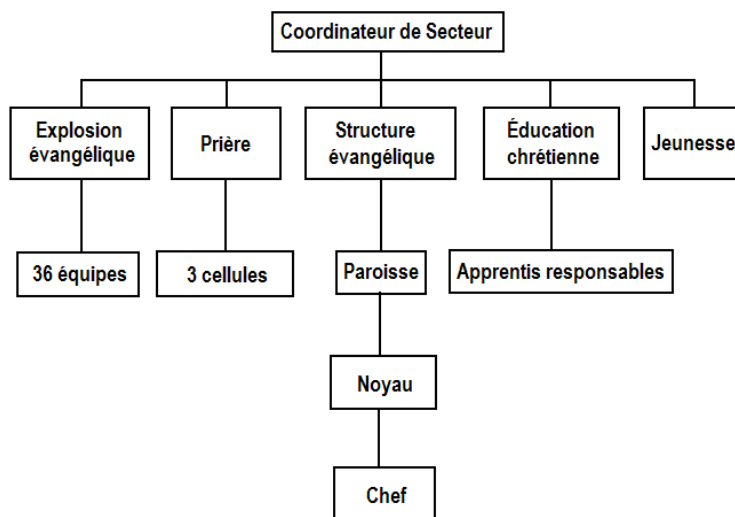 Coordinateur de Secteur
Explosion
évangélique
Prière
Structure
évangélique
Éducation
chrétienne
Jeunesse
36 équipes
3 cellules
Paroisse
Apprentis responsables
Noyau
Chef